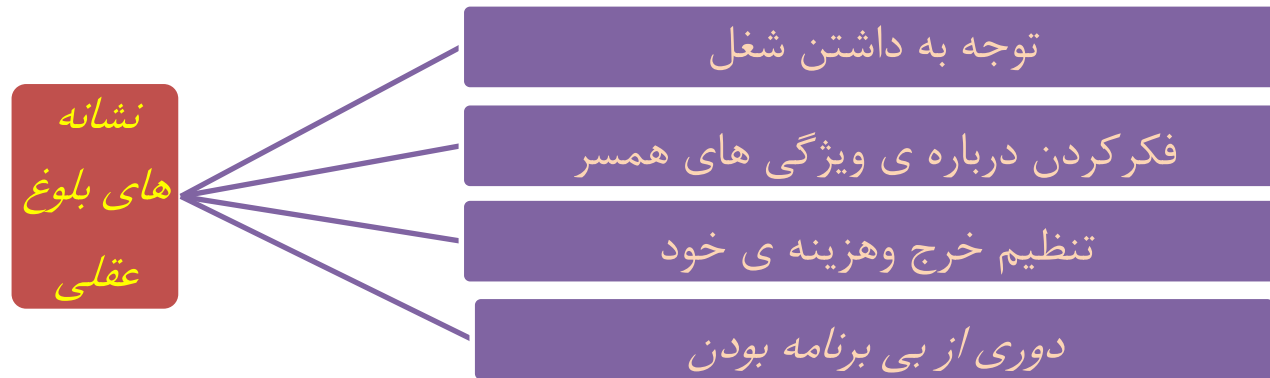 نشانه
های بلوغ
عقلی
توجه به داشتن شغل
فکرکردن درباره ی ویژگی های همسر
تنظیم خرج وهزینه ی خود
دوری از بی برنامه بودن